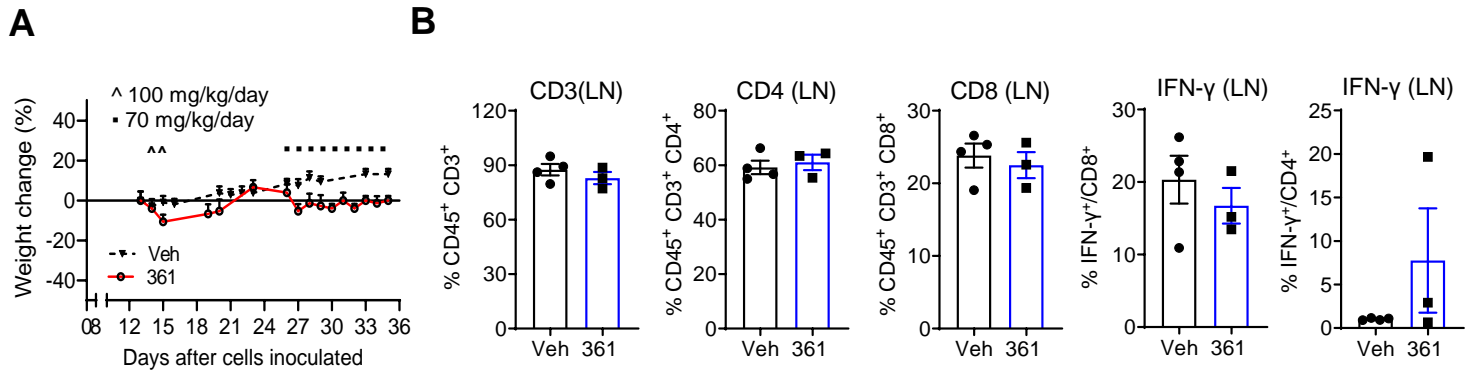 A
B
^ 100 mg/kg/day
▪ 70 mg/kg/day
^^
Weight change (%)
40
20
0
-20
-40
Veh
361
08 12 15 18 21 24 27 30 33 36
Days after cells inoculated
CD3(LN)
% CD45+ CD3+
120
90
60
30
0
Veh 361
CD4 (LN)
% CD45+ CD3+ CD4+
80
60
40
20
0
Veh 361
CD8 (LN)
% CD45+ CD3+ CD8+
30
20
10
0
Veh 361
IFN-γ (LN)
% IFN-γ+/CD8+
30
20
10
0
Veh 361
IFN-γ (LN)
% IFN-γ+/CD4+
25
20
15
10
5
0
Veh 361